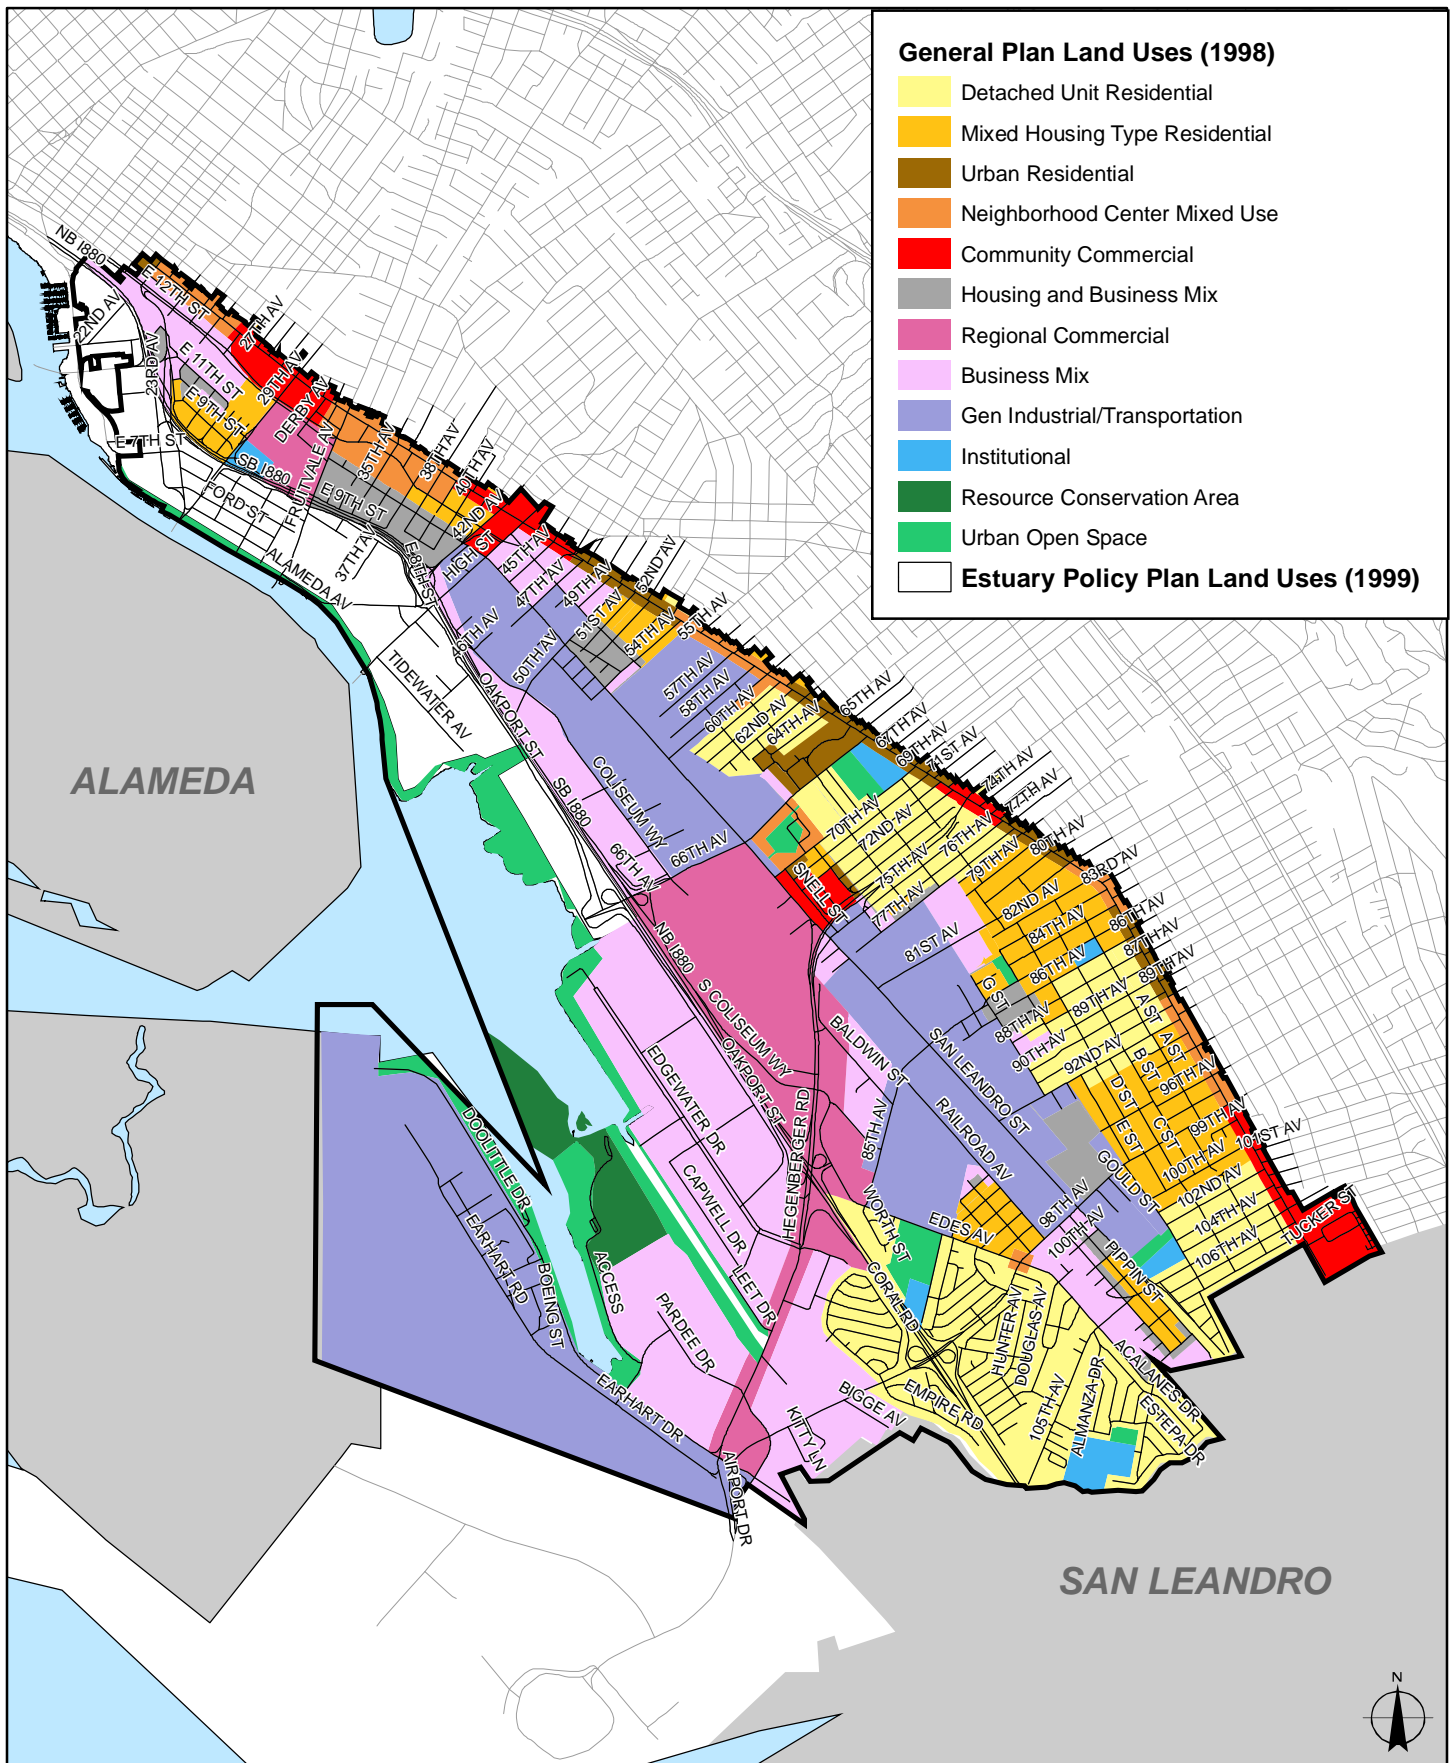 General Plan Land Uses (1998)
Detached Unit Residential
Mixed Housing Type Residential
Urban Residential
Neighborhood Center Mixed Use
Community Commercial
Housing and Business Mix
Regional Commercial
Business Mix
Gen Industrial/Transportation
Institutional
Resource Conservation Area
Urban Open Space
Estuary Policy Plan Land Uses (1999)
NB I880
E 12TH ST
22ND AV
23RD AV
27TH AV
E 11TH ST
29TH AV
E 9TH ST
DERBY AV
E 7TH ST
SB I880
FRUITVALE AV
35TH AV
38TH AV
40TH AV
FORD ST
E 9TH ST
42ND AV
37TH AV
E 8TH ST
HIGH ST
45TH AV
ALAMEDA AV
47TH AV
49TH AV
52ND AV
51ST AV
54TH AV
55TH AV
46TH AV
50TH AV
57TH AV
58TH AV
TIDEWATER AV
OAKPORT ST
60TH AV
62ND AV
64TH AV
65TH AV
67TH AV
69TH AV
71ST AV
74TH AV
77TH AV
ALAMEDA
SB I880
COLISEUM WY
66TH AV
66TH AV
70TH AV
72ND AV
75TH AV
76TH AV
79TH AV
80TH AV
83RD AV
SNELL ST
77TH AV
82ND AV
84TH AV
86TH AV
81ST AV
86TH AV
87TH AV
89TH AV
NB I880
G ST
88TH AV
89TH AV
A ST
S COLISEUM WY
BALDWIN ST
SAN LEANDRO ST
90TH AV
92ND AV
A ST
B ST
96TH AV
OAKPORT ST
EDGEWATER DR
D ST
C ST
E ST
99TH AV
101ST AV
HEGENBERGER RD
85TH AV
RAILROAD AV
DOOLITTLE DR
CAPWELL DR
GOULD ST
100TH AV
102ND AV
104TH AV
106TH AV
TUCKER ST
98TH AV
WORTH ST
EDES AV
100TH AV
PIPPIN ST
EARHART RD
BOEING ST
ACCESS
LEET DR
CORAL RD
PARDEE DR
HUNTER AV
DOUGLAS AV
ACALANES DR
ALMANZA DR
ESTEPA DR
105TH AV
EMPIRE RD
BIGGE AV
KITTY LN
EARHART DR
AIRPORT DR
SAN LEANDRO
N